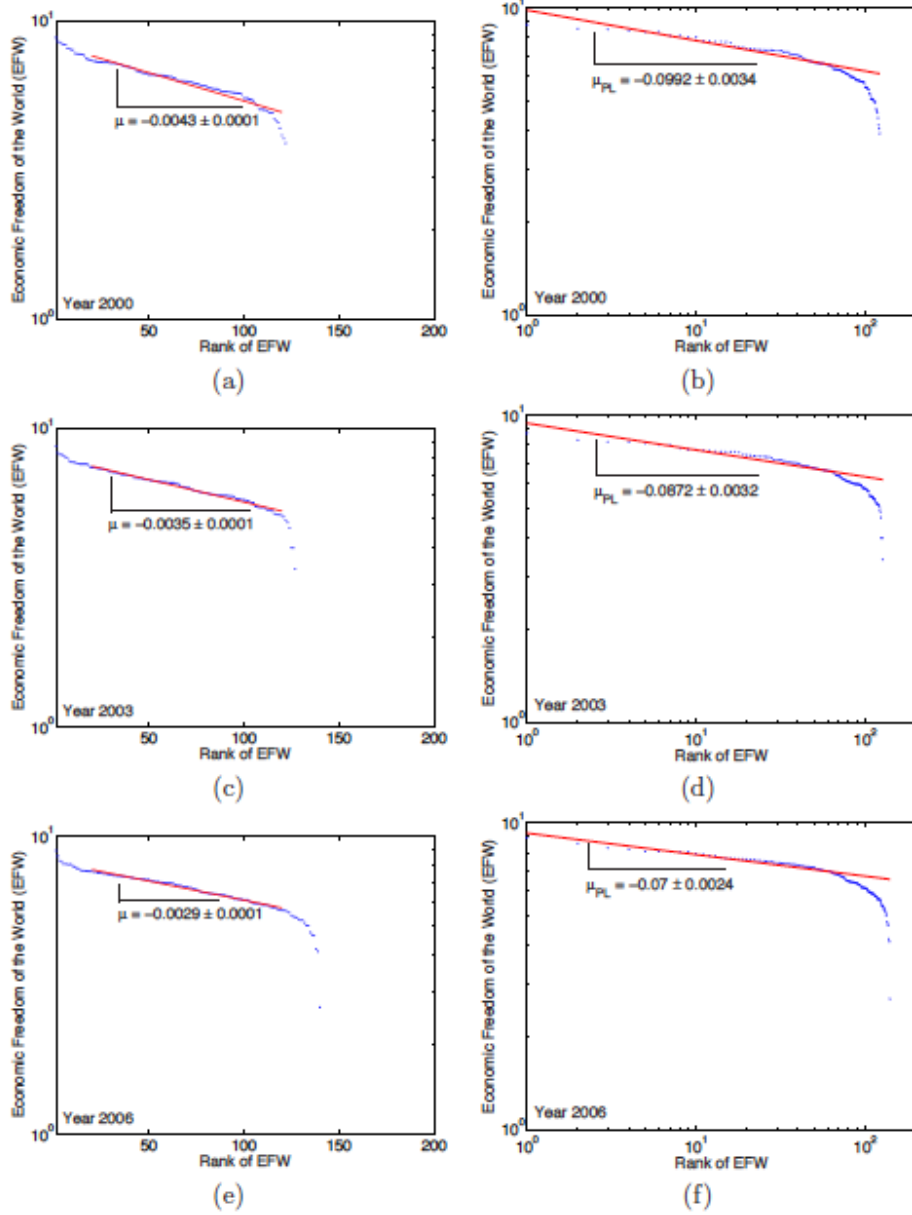 10¹
Economic Freedom of the World (EFW)
μ = −0.0043 ± 0.0001
Year 2000
10⁰
50
100
150
200
Rank of EFW
(a)
10¹
Economic Freedom of the World (EFW)
μPL = −0.0992 ± 0.0034
Year 2000
10⁰
10⁰
10¹
10²
Rank of EFW
(b)
10¹
Economic Freedom of the World (EFW)
μ = −0.0035 ± 0.0001
Year 2003
10⁰
50
100
150
200
Rank of EFW
(c)
10¹
Economic Freedom of the World (EFW)
μPL = −0.0872 ± 0.0032
Year 2003
10⁰
10⁰
10¹
10²
Rank of EFW
(d)
10¹
Economic Freedom of the World (EFW)
μ = −0.0029 ± 0.0001
Year 2006
10⁰
50
100
150
200
Rank of EFW
(e)
10¹
Economic Freedom of the World (EFW)
μPL = −0.07 ± 0.0024
Year 2006
10⁰
10⁰
10¹
10²
Rank of EFW
(f)